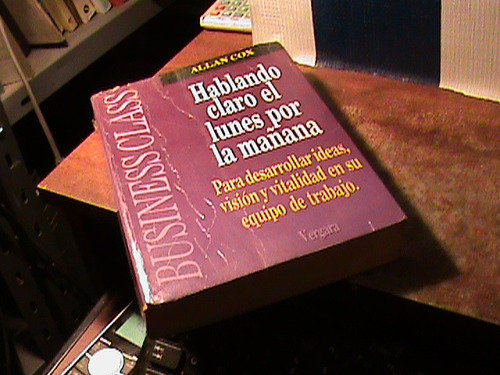 ALLAN COX
Hablando
claro el
lunes por
la mañana
Para desarrollar ideas,
visión y vitalidad en su
equipo de trabajo.
Vergara
BUSINESS CLASS